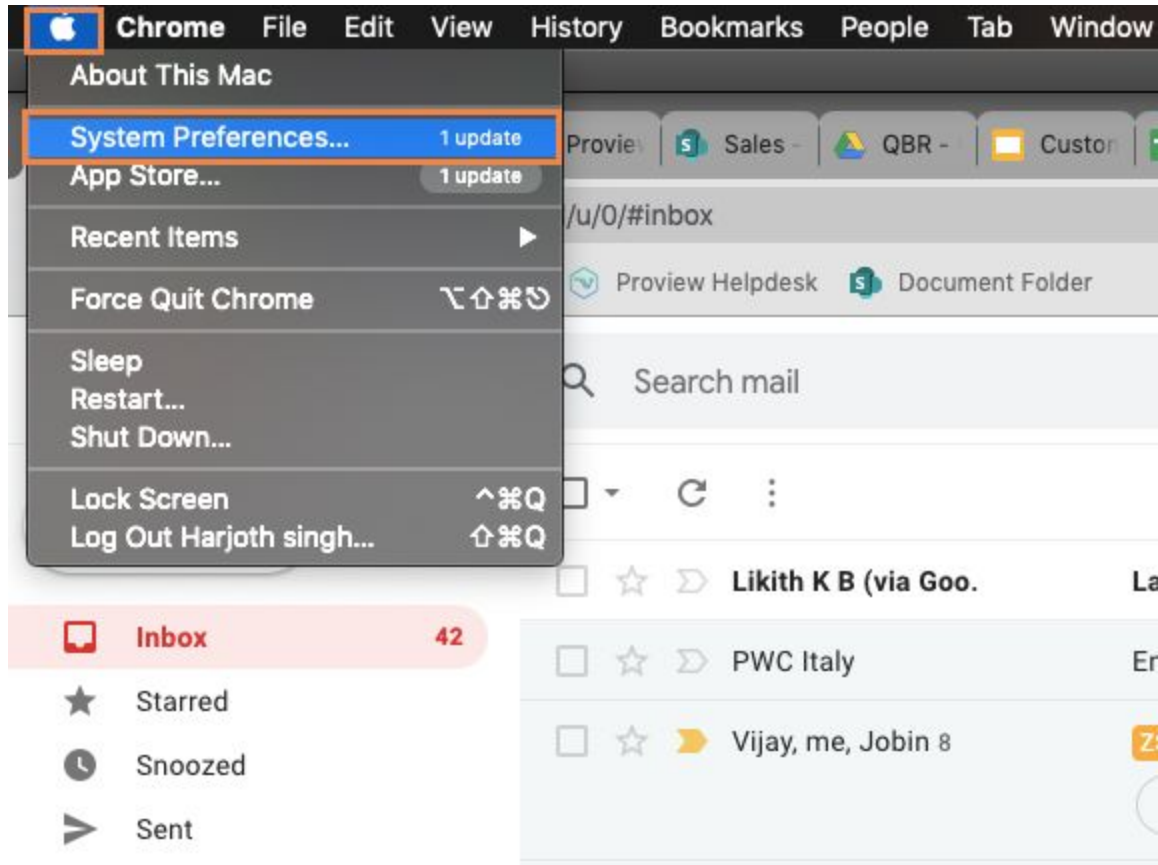 Chrome File Edit View History Bookmarks People Tab Window
About This Mac
System Preferences... 1 update
App Store... 1 update
Recent Items
Force Quit Chrome ⌥⇧⌘⎋
Sleep
Restart...
Shut Down...
Lock Screen ^⌘Q
Log Out Harjoth singh... ⇧⌘Q
Provie S Sales - QBR - Custom
/u/0/#inbox
Proview Helpdesk S Document Folder
Search mail
Likith K B (via Goo. La
Inbox 42
PWC Italy
Starred
Vijay, me, Jobin 8
Snoozed
Sent